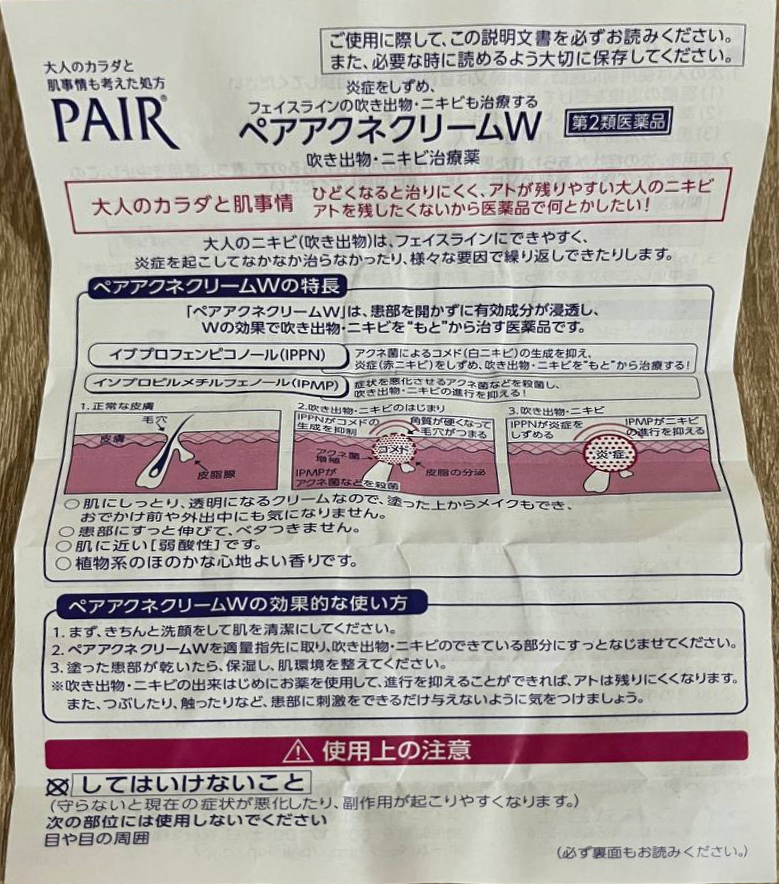 ご使用に際して、この説明文書を必ずお読みください。
また、必要な時に読めるよう大切に保存してください。
大人のカラダと
肌事情も考えた処方
PAIR®
炎症をしずめ、
フェイスラインの吹き出物・ニキビも治療する
ペアアクネクリームW 第2類医薬品
吹き出物・ニキビ治療薬
大人のカラダと肌事情
ひどくなると治りにくく、アトが残りやすい大人のニキビ
アトを残したくないから医薬品で何とかしたい!
大人のニキビ(吹き出物)は、フェイスラインにできやすく、
炎症を起こしてなかなか治らなかったり、様々な要因で繰り返しできたりします。
ペアアクネクリームWの特長
「ペアアクネクリームW」は、患部を開かずに有効成分が浸透し、
Wの効果で吹き出物・ニキビを“もと”から治す医薬品です。
イブプロフェンピコノール(IPPN)
アクネ菌によるコメド(白ニキビ)の生成を抑え、
炎症(赤ニキビ)をしずめ、吹き出物・ニキビを“もと”から治療する!
イソプロピルメチルフェノール(IPMP)
症状を悪化させるアクネ菌などを殺菌し、
吹き出物・ニキビの進行を抑える!
1.正常な皮膚
毛穴
皮膚
皮脂腺
2.吹き出物・ニキビのはじまり
IPPNがコメドの
生成を抑制
角質が硬くなって
毛穴がつまる
コメド
アクネ菌
増殖
IPMPが
アクネ菌などを殺菌
皮脂の分泌
3.吹き出物・ニキビ
IPPNが炎症を
しずめる
IPMPがニキビ
の進行を抑える
炎・症
○肌にしっとり、透明になるクリームなので、塗った上からメイクもでき、
おでかけ前や外出中にも気になりません。
○患部にすっと伸びて、ベタつきません。
○肌に近い[弱酸性]です。
○植物系のほのかな心地よい香りです。
ペアアクネクリームWの効果的な使い方
1.まず、きちんと洗顔をして肌を清潔にしてください。
2.ペアアクネクリームWを適量指先に取り、吹き出物・ニキビのできている部分にすっとなじませてください。
3.塗った患部が乾いたら、保湿し、肌環境を整えてください。
※吹き出物・ニキビの出来はじめにお薬を使用して、進行を抑えることができれば、アトは残りにくくなります。
また、つぶしたり、触ったりなど、患部に刺激をできるだけ与えないように気をつけましょう。
⚠使用上の注意
してはいけないこと
(守らないと現在の症状が悪化したり、副作用が起こりやすくなります。)
次の部位には使用しないでください
目や目の周囲
(必ず裏面もお読みください。)